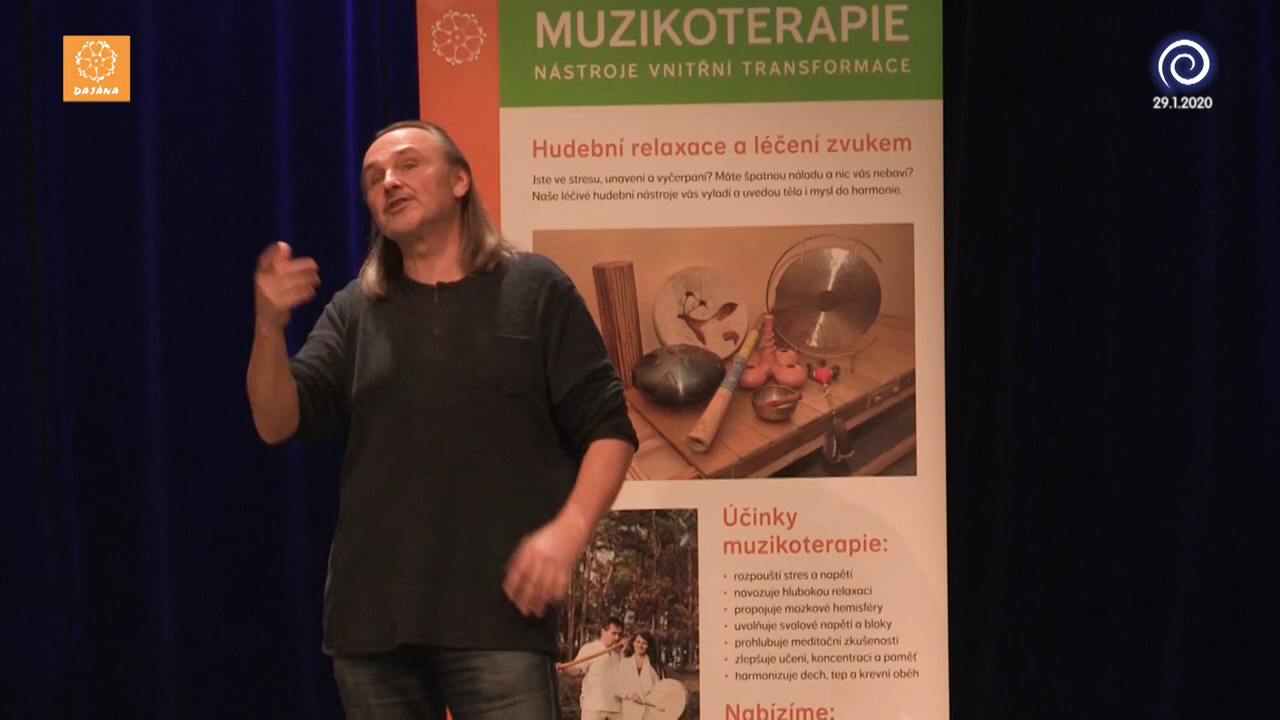 DAJÁNA
29.1.2020
MUZIKOTERAPIE
NÁSTROJE VNITŘNÍ TRANSFORMACE
Hudební relaxace a léčení zvukem
Jste ve stresu, unavení a vyčerpaní? Máte špatnou náladu a nic vás nebaví?
Naše léčivé hudební nástroje vás vyladí a uvedou tělo i mysl do harmonie.
Účinky
muzikoterapie:
• rozpouští stres a napětí
• navozuje hlubokou relaxaci
• propojuje mozkové hemisféry
• uvolňuje svalové napětí a bloky
• prohlubuje meditační zkušenosti
• zlepšuje učení, koncentraci a paměť
• harmonizuje dech, tep a krevní oběh
Nabízíme: